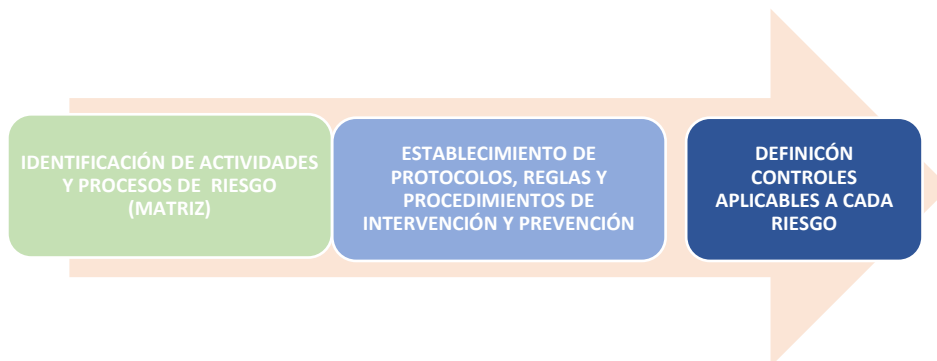 IDENTIFICACIÓN DE ACTIVIDADES
Y PROCESOS DE RIESGO
(MATRIZ)
ESTABLECIMIENTO DE
PROTOCOLOS, REGLAS Y
PROCEDIMIENTOS DE
INTERVENCIÓN Y PREVENCIÓN
DEFINICÓN
CONTROLES
APLICABLES A CADA
RIESGO